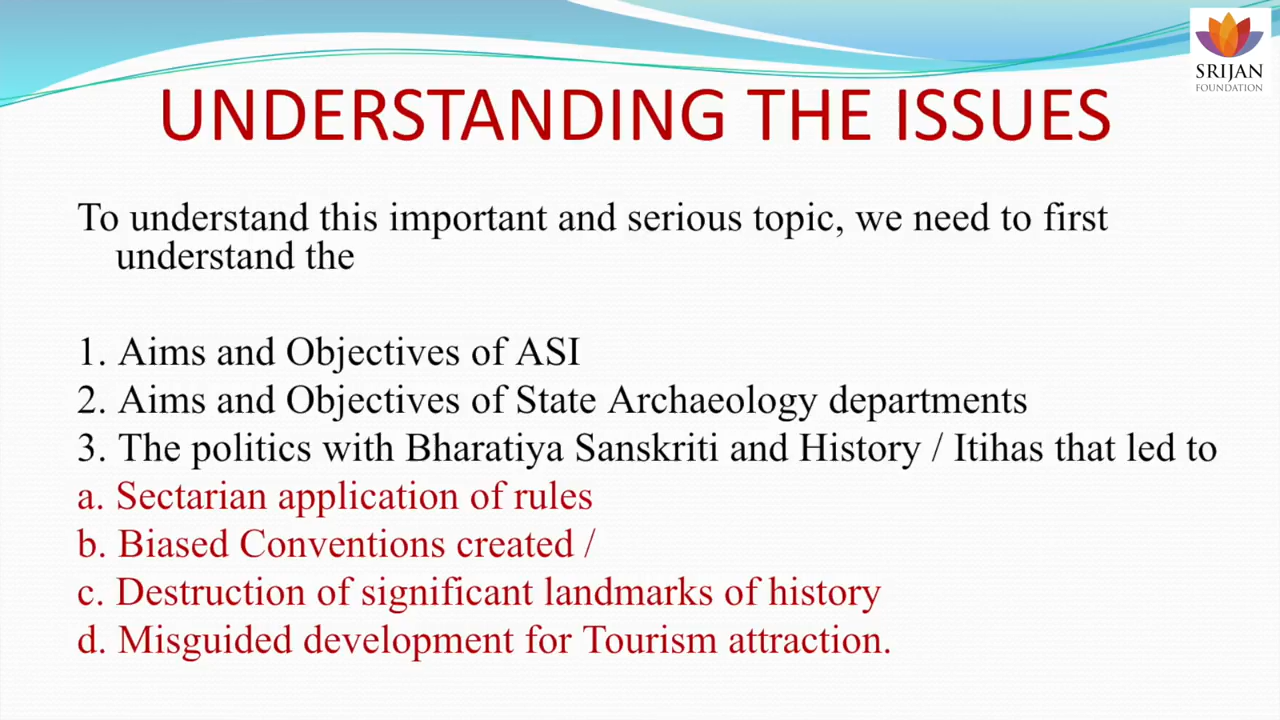 SRIJAN
FOUNDATION
UNDERSTANDING THE ISSUES
To understand this important and serious topic, we need to first
understand the
1. Aims and Objectives of ASI
2. Aims and Objectives of State Archaeology departments
3. The politics with Bharatiya Sanskriti and History / Itihas that led to
a. Sectarian application of rules
b. Biased Conventions created /
c. Destruction of significant landmarks of history
d. Misguided development for Tourism attraction.